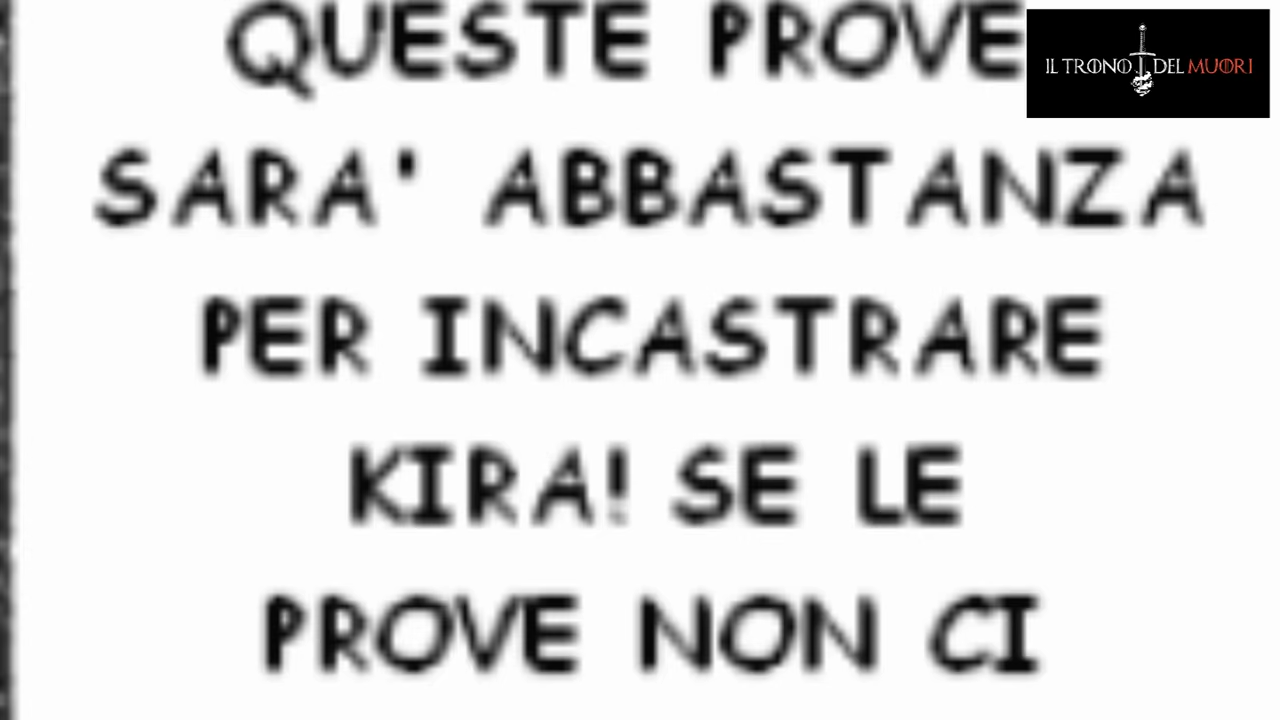 QUESTE PROVE
IL TRONO DEL MUORI
SARA' ABBASTANZA
PER INCASTRARE
KIRA! SE LE
PROVE NON CI